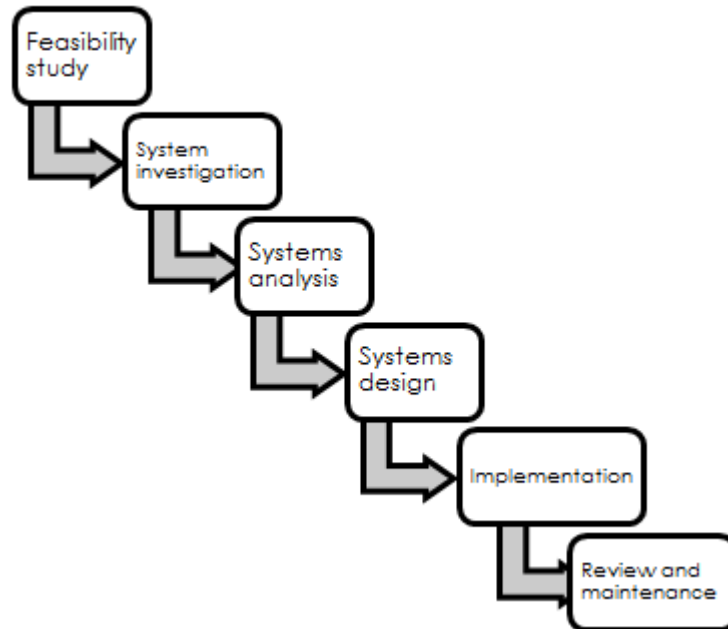 Feasibility
study
System
investigation
Systems
analysis
Systems
design
Implementation
Review and
maintenance